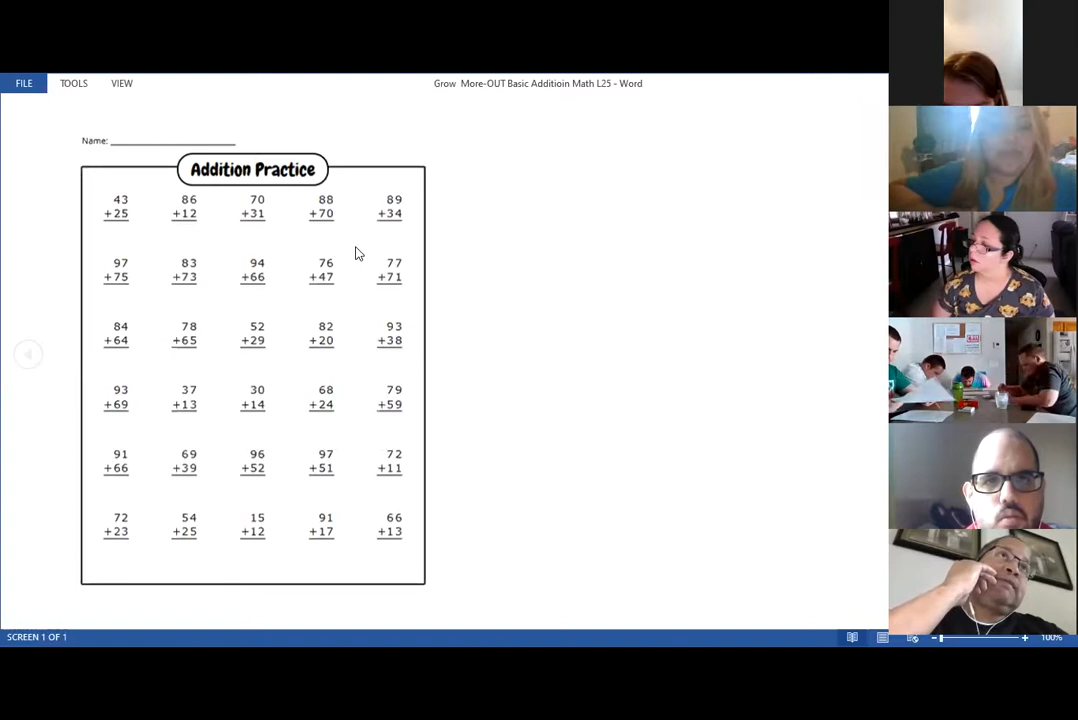 FILE TOOLS VIEW Grow More-OUT Basic Additioin Math L25 - Word
Name:
Addition Practice
43 86 70 88 89
+25 +12 +31 +70 +34
97 83 94 76 77
+75 +73 +66 +47 +71
84 78 52 82 93
+64 +65 +29 +20 +38
93 37 30 68 79
+69 +13 +14 +24 +59
91 69 96 97 72
+66 +39 +52 +51 +11
72 54 15 91 66
+23 +25 +12 +17 +13
SCREEN 1 OF 1 100%